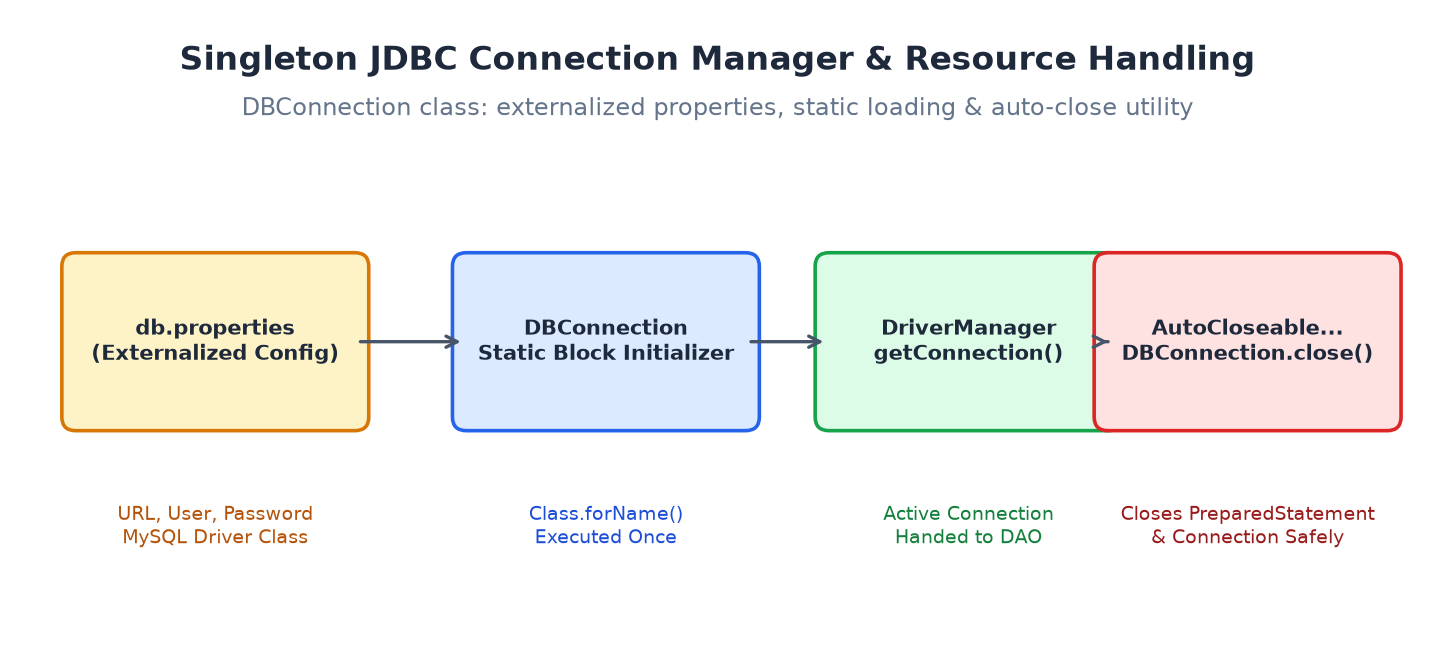 Singleton JDBC Connection Manager & Resource Handling
DBConnection class: externalized properties, static loading & auto-close utility
db.properties
(Externalized Config)
DBConnection
Static Block Initializer
DriverManager
getConnection()
AutoCloseable...
DBConnection.close()
URL, User, Password
MySQL Driver Class
Class.forName()
Executed Once
Active Connection
Handed to DAO
Closes PreparedStatement
& Connection Safely